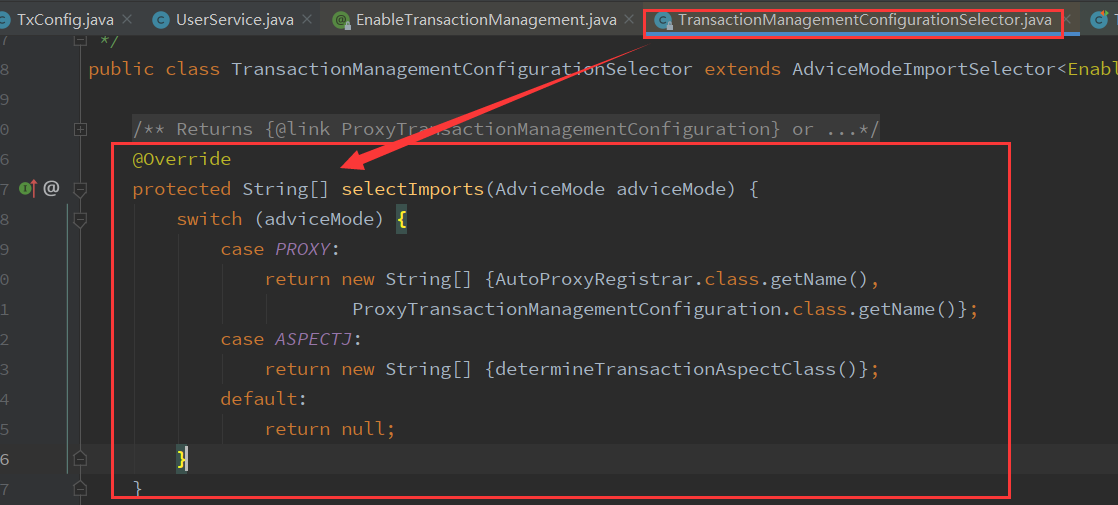 TxConfig.java × UserService.java × EnableTransactionManagement.java × TransactionManagementConfigurationSelector.java ×
7 */
8 public class TransactionManagementConfigurationSelector extends AdviceModeImportSelector<Enabl
9
0 /** Returns {@link ProxyTransactionManagementConfiguration} or ...*/
6 @Override
7 protected String[] selectImports(AdviceMode adviceMode) {
8 switch (adviceMode) {
9 case PROXY:
0 return new String[] {AutoProxyRegistrar.class.getName(),
1 ProxyTransactionManagementConfiguration.class.getName()};
2 case ASPECTJ:
3 return new String[] {determineTransactionAspectClass()};
4 default:
5 return null;
6 }
7 }